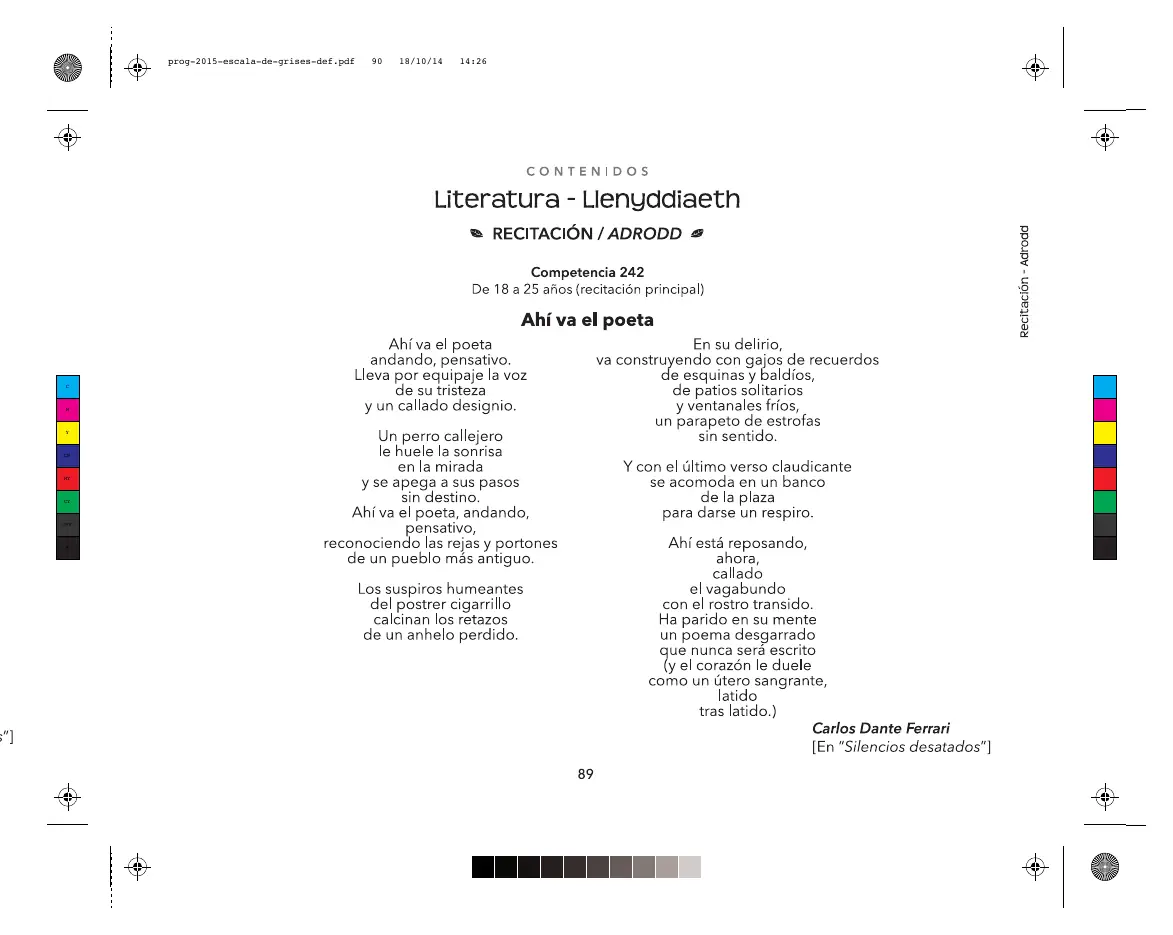 prog-2015-escala-de-grises-def.pdf 90 18/10/14 14:26
CONTENIDOS
Literatura - Llenyddiaeth
RECITACIÓN / ADRODD
Recitación - Adrodd
Competencia 242
De 18 a 25 años (recitación principal)
Ahí va el poeta
Ahí va el poeta
andando, pensativo.
Lleva por equipaje la voz
de su tristeza
y un callado designio.
Un perro callejero
le huele la sonrisa
en la mirada
y se apega a sus pasos
sin destino.
Ahí va el poeta, andando,
pensativo,
reconociendo las rejas y portones
de un pueblo más antiguo.
Los suspiros humeantes
del postrer cigarrillo
calcinan los retazos
de un anhelo perdido.
En su delirio,
va construyendo con gajos de recuerdos
de esquinas y baldíos,
de patios solitarios
y ventanales fríos,
un parapeto de estrofas
sin sentido.
Y con el último verso claudicante
se acomoda en un banco
de la plaza
para darse un respiro.
Ahí está reposando,
ahora,
callado
el vagabundo
con el rostro transido.
Ha parido en su mente
un poema desgarrado
que nunca será escrito
(y el corazón le duele
como un útero sangrante,
latido
tras latido.)
Carlos Dante Ferrari
[En “Silencios desatados”]
s”]
89